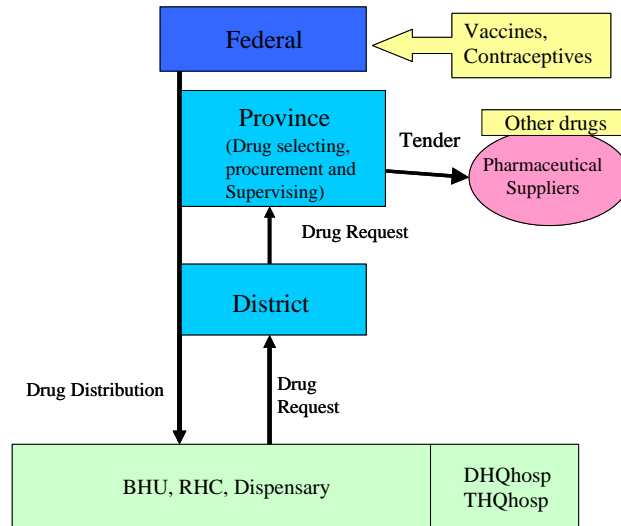 Federal
Vaccines,
Contraceptives
Province
(Drug selecting,
procurement and
Supervising)
Tender
Other drugs
Pharmaceutical
Suppliers
Drug Request
District
Drug Distribution
Drug
Request
BHU, RHC, Dispensary
DHQhosp
THQhosp